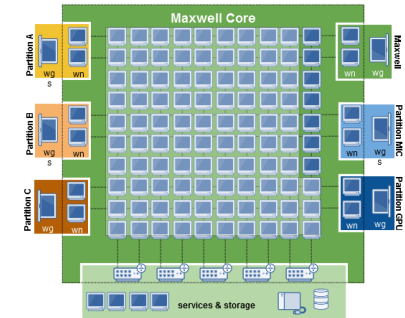 Maxwell Core
Partition A
wg
s
wn
Maxwell
wn
wg
Partition B
wg
s
wn
Partition MIC
wn
wg
s
Partition C
wg
wn
Partition GPU
wn
wg
services & storage